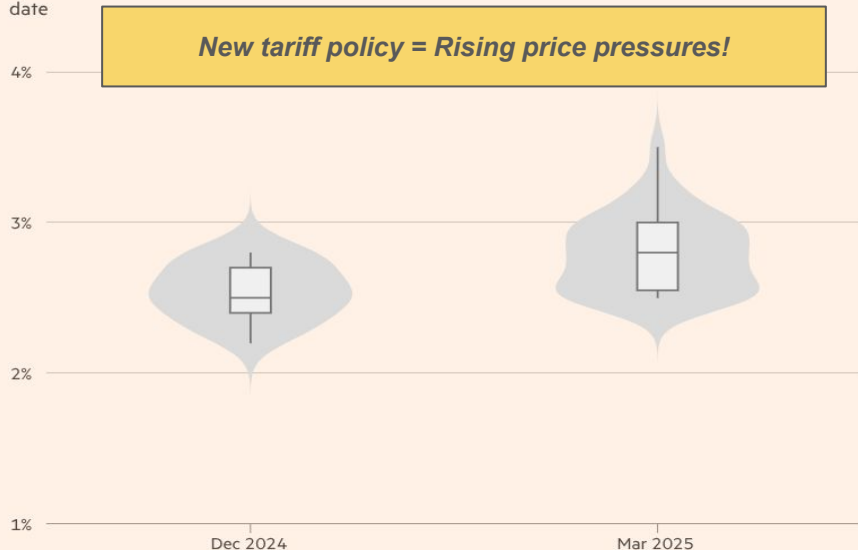 date
New tariff policy = Rising price pressures!
4%
3%
2%
1%
Dec 2024
Mar 2025